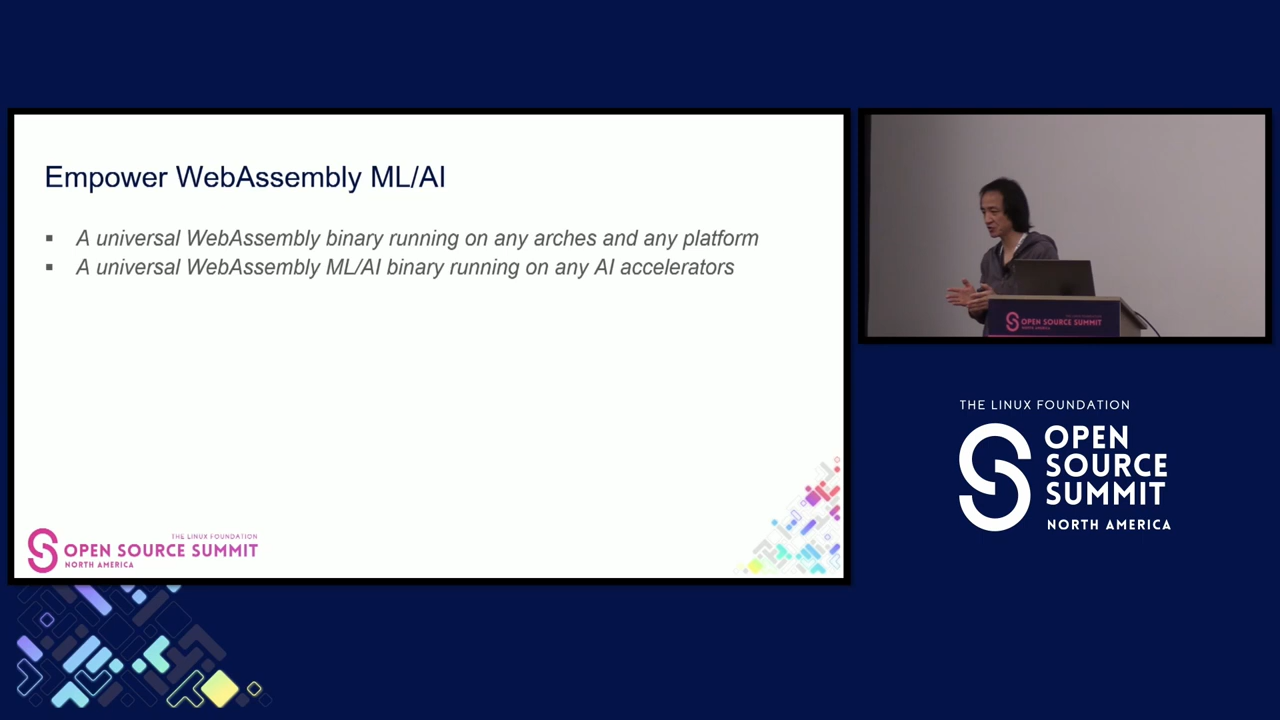 Empower WebAssembly ML/AI
▪ A universal WebAssembly binary running on any arches and any platform
▪ A universal WebAssembly ML/AI binary running on any AI accelerators
THE LINUX FOUNDATION
OPEN SOURCE SUMMIT
NORTH AMERICA
OPEN SOURCE SUMMIT
NORTH AMERICA
THE LINUX FOUNDATION
OPEN
SOURCE
SUMMIT
NORTH AMERICA